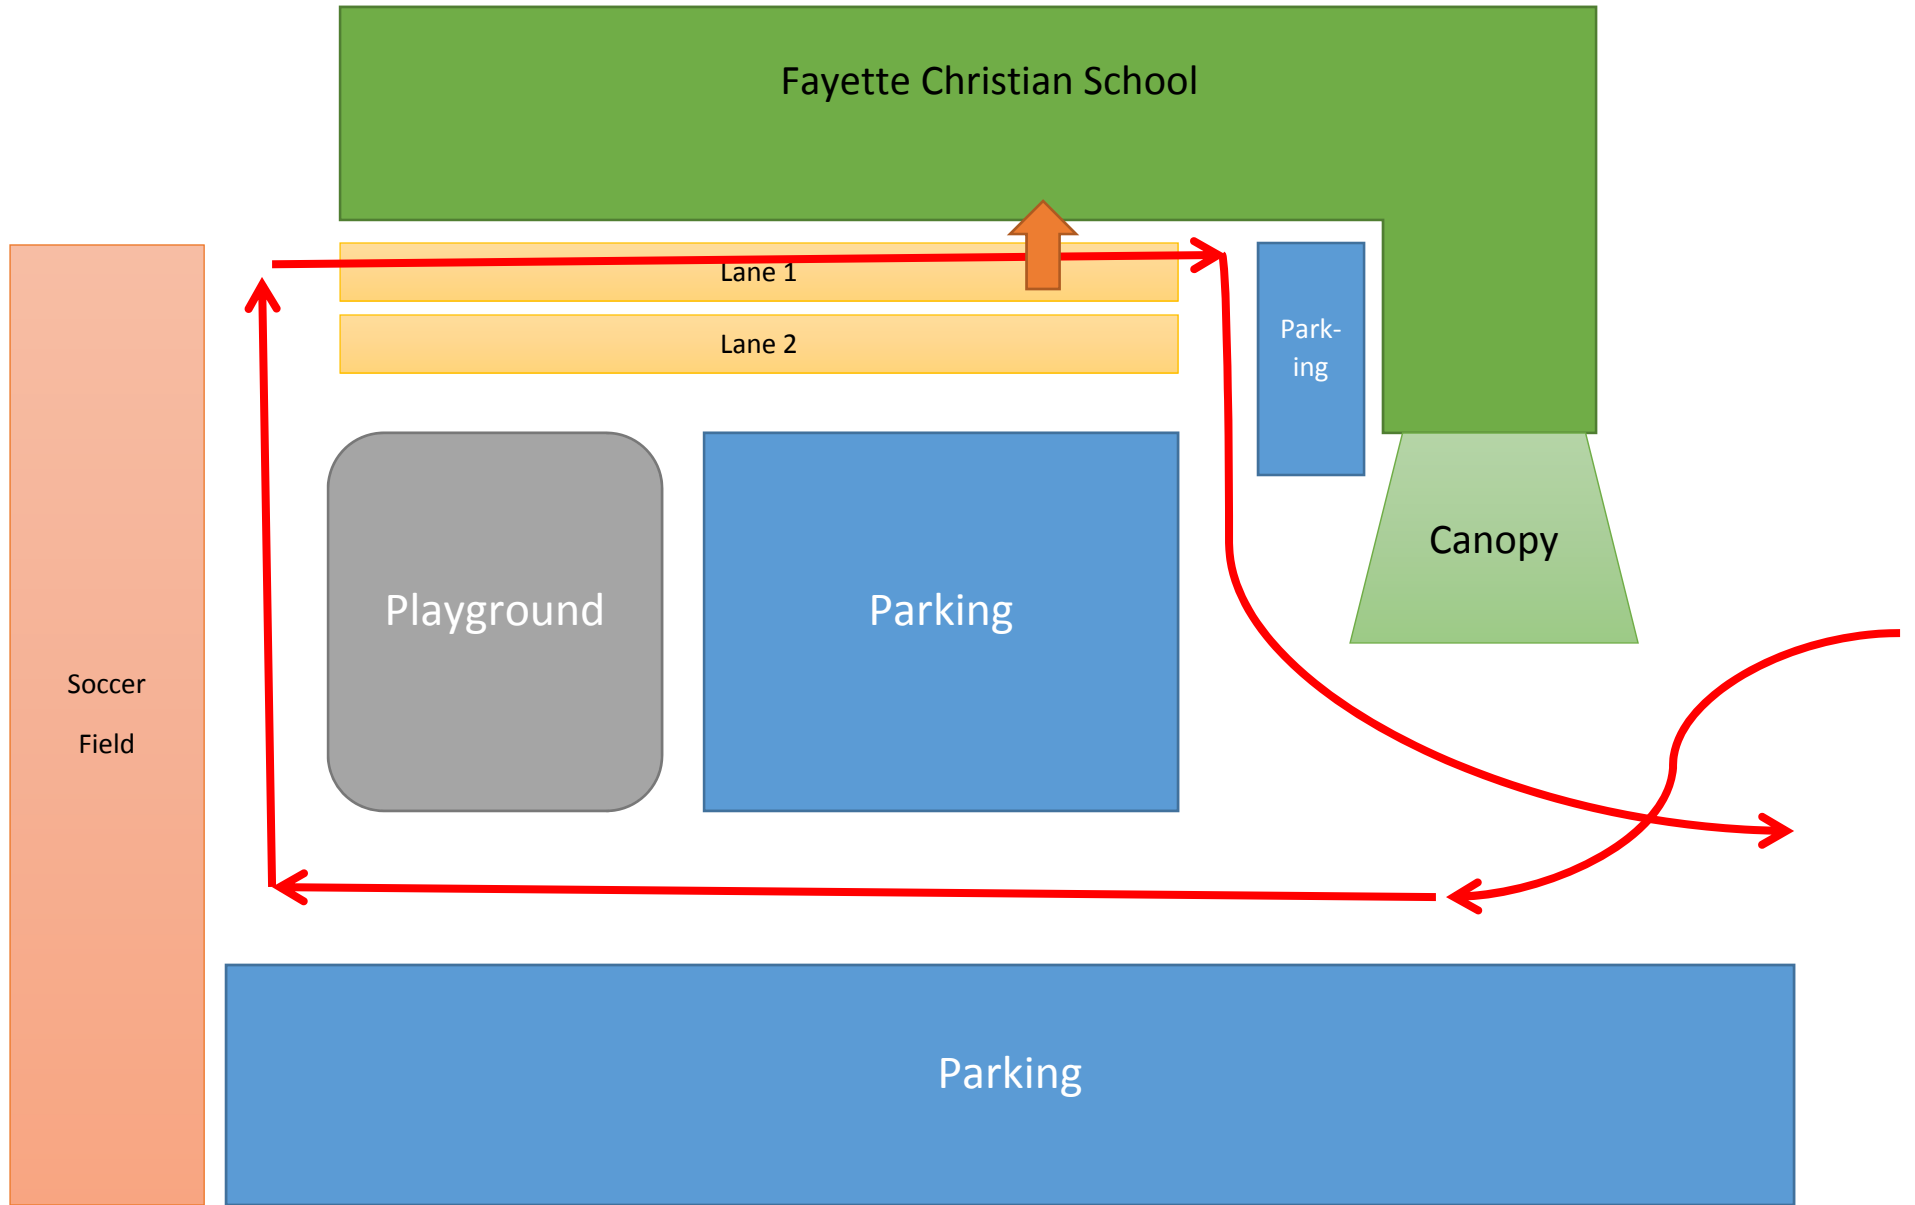 Fayette Christian School
Lane 1
Lane 2
Park-
ing
Canopy
Playground
Parking
Soccer
Field
Parking